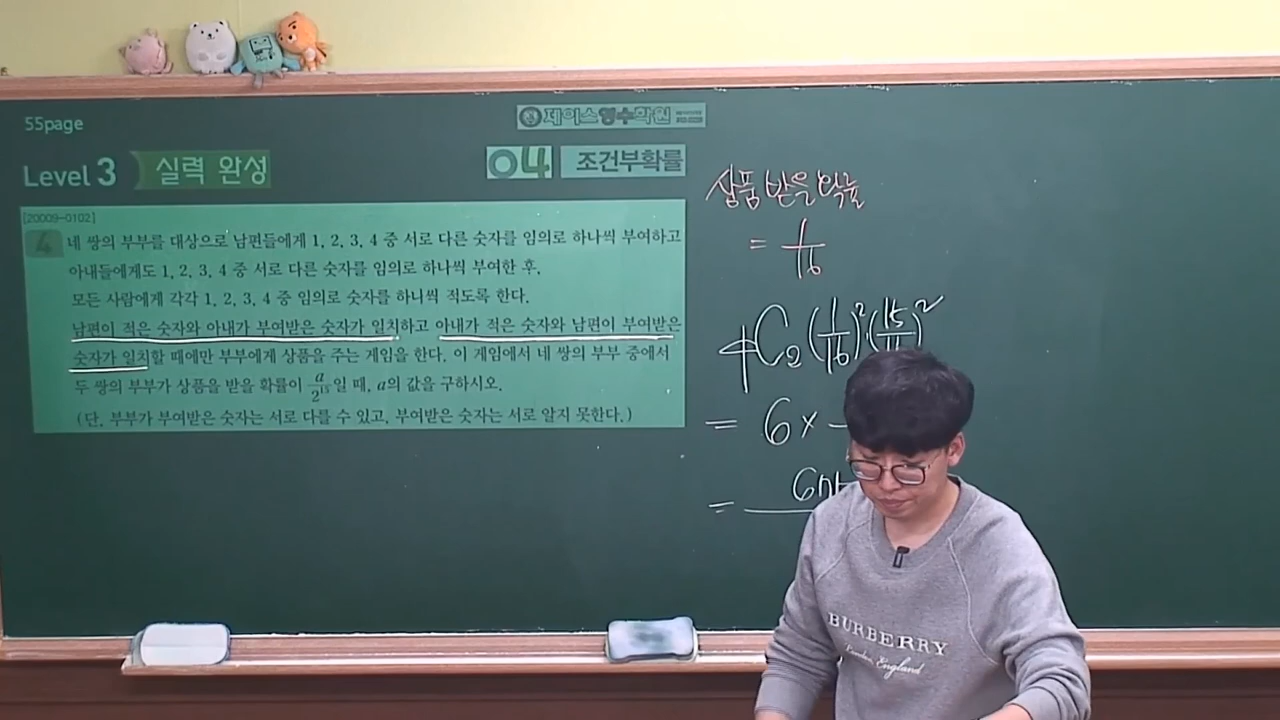 55page
제이스영수학원
Level 3 실력 완성
04 조건부확률
[20009-0102]
4 네 쌍의 부부를 대상으로 남편들에게 1, 2, 3, 4 중 서로 다른 숫자를 임의로 하나씩 부여하고
아내들에게도 1, 2, 3, 4 중 서로 다른 숫자를 임의로 하나씩 부여한 후,
모든 사람에게 각각 1, 2, 3, 4 중 임의로 숫자를 하나씩 적도록 한다.
남편이 적은 숫자와 아내가 부여받은 숫자가 일치하고 아내가 적은 숫자와 남편이 부여받은
숫자가 일치할 때에만 부부에게 상품을 주는 게임을 한다. 이 게임에서 네 쌍의 부부 중에서
두 쌍의 부부가 상품을 받을 확률이 a/2^15 일 때, a의 값을 구하시오.
(단, 부부가 부여받은 숫자는 서로 다를 수 있고, 부여받은 숫자는 서로 알지 못한다.)
상품 받을 확률
= 1/16
4C2 (1/16)^2 (15/)^2
= 6 ×
=
BURBERRY
London, England